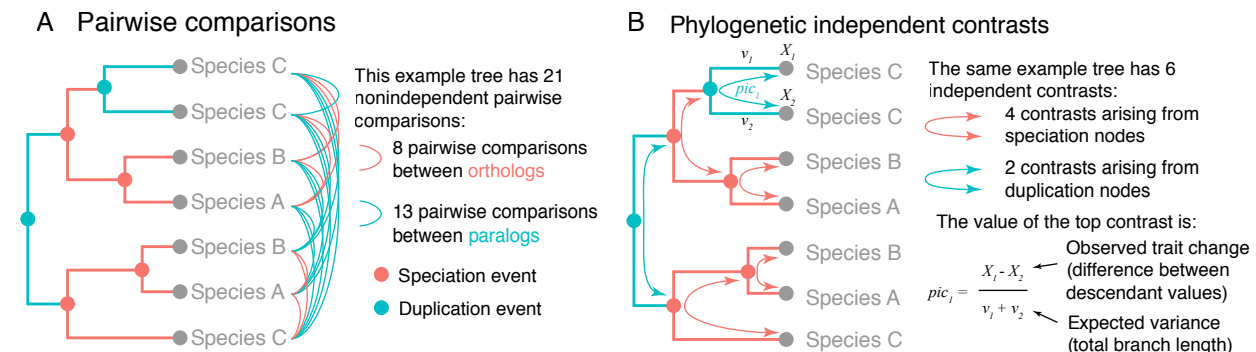 A Pairwise comparisons
Species C
Species C
Species B
Species A
Species B
Species A
Species C
This example tree has 21
nonindependent pairwise
comparisons:
8 pairwise comparisons
between orthologs
13 pairwise comparisons
between paralogs
Speciation event
Duplication event
B Phylogenetic independent contrasts
v1
X1
pic1
X2
v2
Species C
Species C
Species B
Species A
Species B
Species A
Species C
The same example tree has 6
independent contrasts:
4 contrasts arising from
speciation nodes
2 contrasts arising from
duplication nodes
The value of the top contrast is:
pic1 =
X1 - X2
v1 + v2
Observed trait change
(difference between
descendant values)
Expected variance
(total branch length)